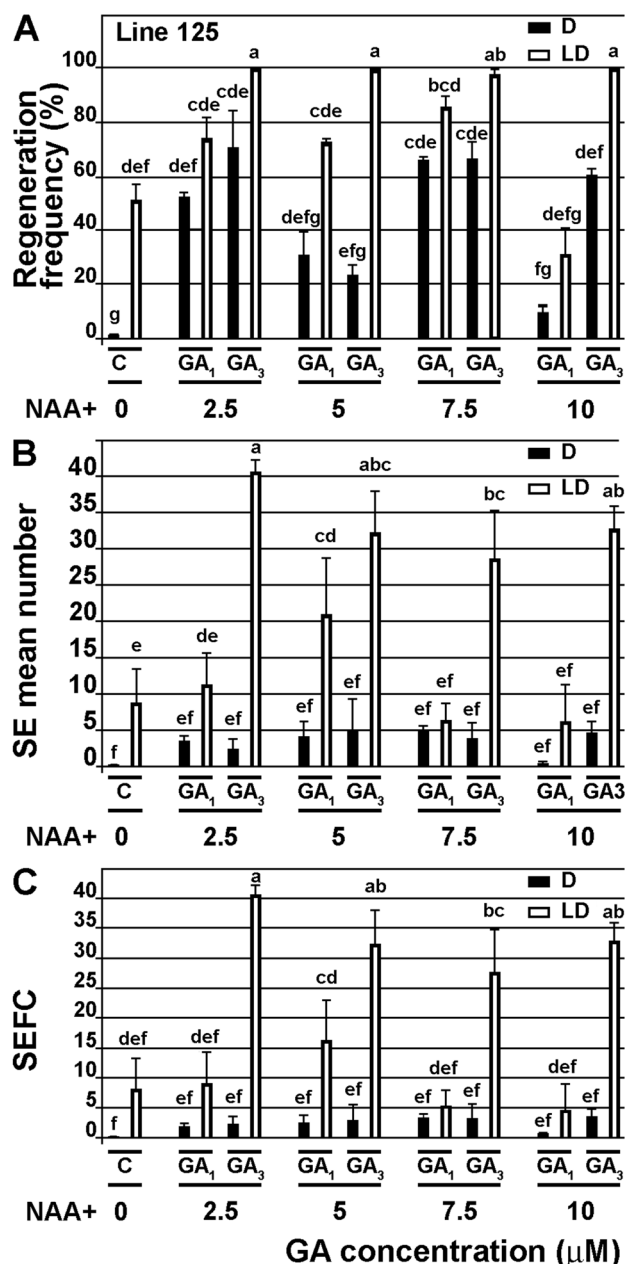 A
Line 125
D
LD
Regeneration
frequency (%)
100
80
60
40
20
0
g
def
def
cde
cde
a
defg
cde
efg
a
cde
bcd
cde
ab
fg
defg
def
a
C
GA₁ GA₃
GA₁ GA₃
GA₁ GA₃
GA₁ GA₃
NAA+ 0 2.5 5 7.5 10
B
D
LD
SE mean number
40
35
30
25
20
15
10
5
0
f
e
ef
de
ef
a
ef
cd
ef
abc
ef
ef
ef
bc
ef
ef
ef
ab
C
GA₁ GA₃
GA₁ GA₃
GA₁ GA₃
GA₁ GA3
NAA+ 0 2.5 5 7.5 10
C
D
LD
SEFC
40
35
30
25
20
15
10
5
0
f
def
ef
def
ef
a
ef
cd
ef
ab
ef
def
ef
bc
ef
def
ef
ab
C
GA₁ GA₃
GA₁ GA₃
GA₁ GA₃
GA₁ GA₃
NAA+ 0 2.5 5 7.5 10
GA concentration (µM)